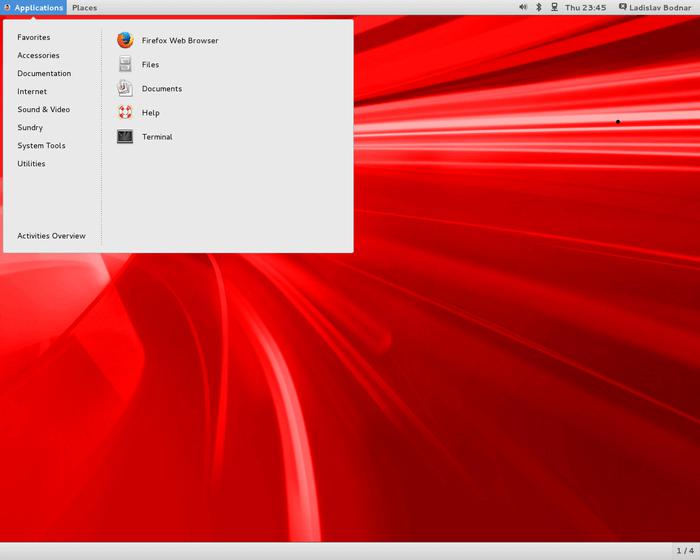 Applications Places Thu 23:45 Ladislav Bodnar
Favorites
Accessories
Documentation
Internet
Sound & Video
Sundry
System Tools
Utilities
Activities Overview
Firefox Web Browser
Files
Documents
Help
Terminal
1 / 4